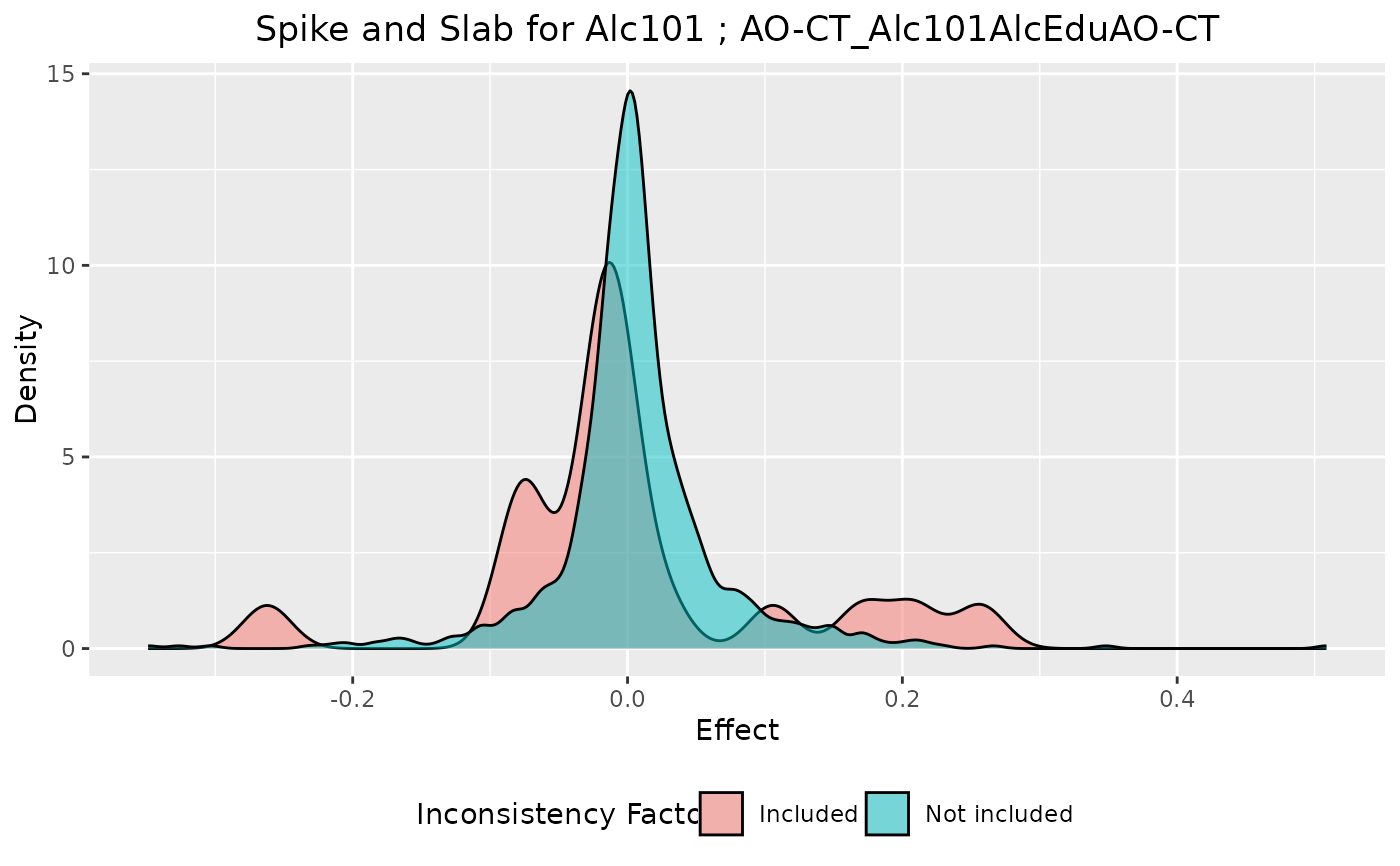 Spike and Slab for Alc101 ; AO-CT_Alc101AlcEduAO-CT
15
10
5
0
Density
-0.2 0.0 0.2 0.4
Effect
Inconsistency Facto Included Not included